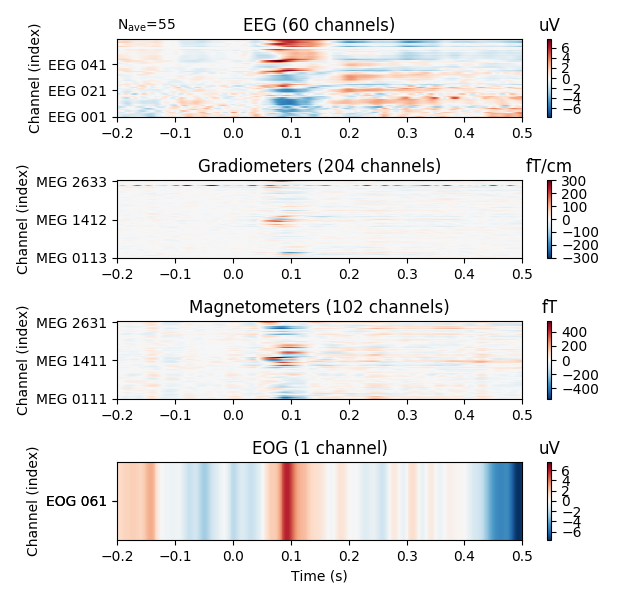 N_ave=55
EEG (60 channels)
uV
Channel (index)
EEG 041
EEG 021
EEG 001
6
4
2
0
−2
−4
−6
−0.2 −0.1 0.0 0.1 0.2 0.3 0.4 0.5
Gradiometers (204 channels)
fT/cm
Channel (index)
MEG 2633
MEG 1412
MEG 0113
300
200
100
0
−100
−200
−300
−0.2 −0.1 0.0 0.1 0.2 0.3 0.4 0.5
Magnetometers (102 channels)
fT
Channel (index)
MEG 2631
MEG 1411
MEG 0111
400
200
0
−200
−400
−0.2 −0.1 0.0 0.1 0.2 0.3 0.4 0.5
EOG (1 channel)
uV
Channel (index)
EOG 061
6
4
2
0
−2
−4
−6
−0.2 −0.1 0.0 0.1 0.2 0.3 0.4 0.5
Time (s)